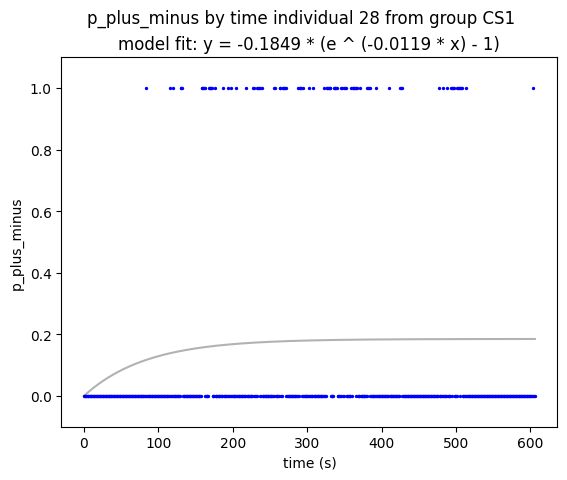 p_plus_minus by time individual 28 from group CS1
model fit: y = -0.1849 * (e ^ (-0.0119 * x) - 1)
1.0
0.8
0.6
0.4
0.2
0.0
p_plus_minus
0 100 200 300 400 500 600
time (s)